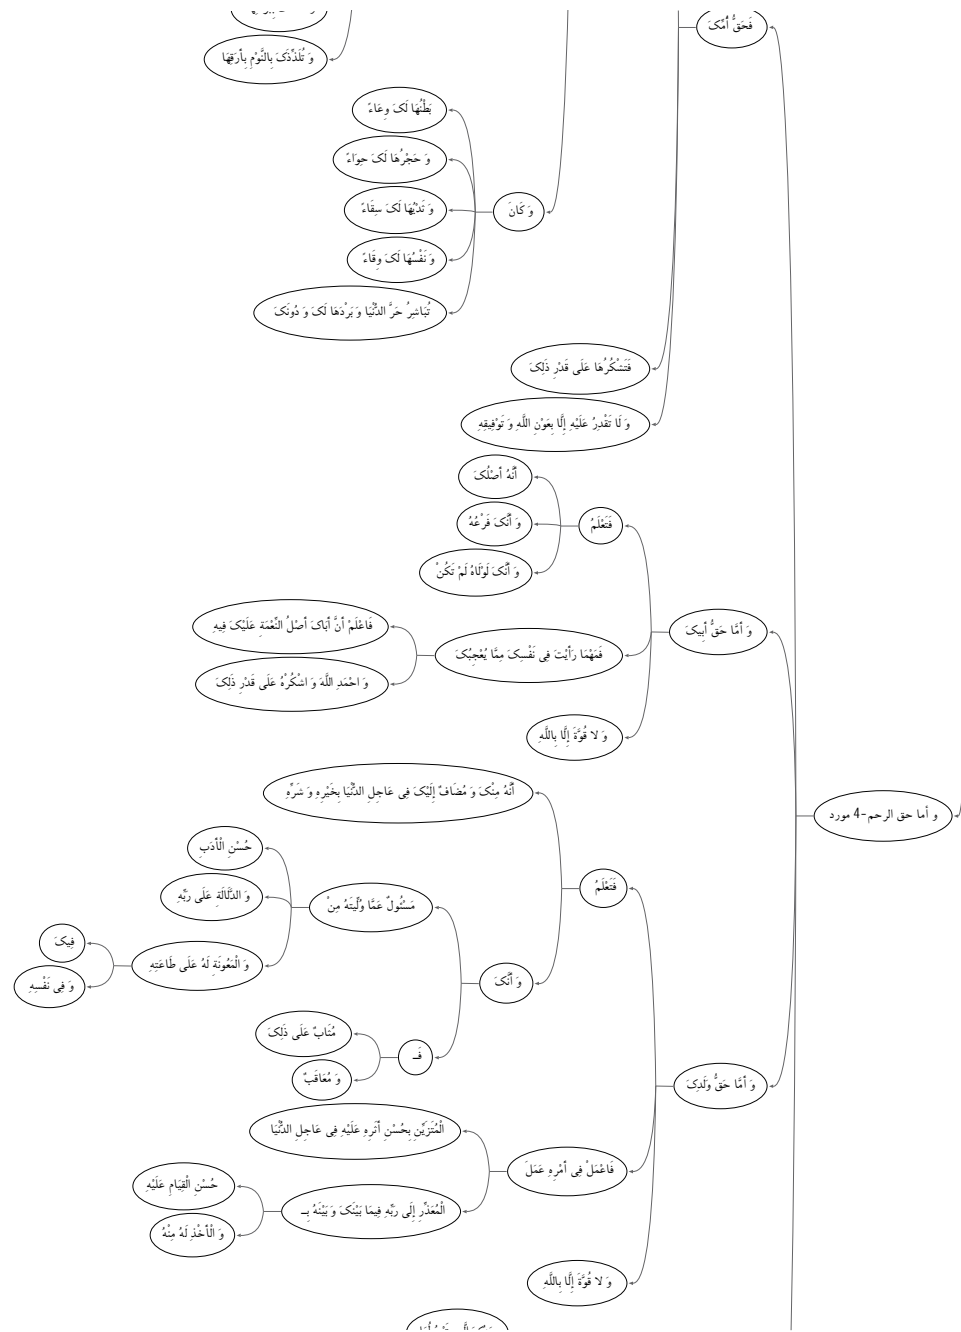 و أما حق الرحم-4 مورد
فَحَقُّ أُمِّکَ
وَ تُلَذِّذَکَ بِالنَّوْمِ بِأَرَقِهَا
وَ کَانَ
بَطْنُهَا لَکَ وِعَاءً
وَ حَجْرُهَا لَکَ حِوَاءً
وَ ثَدْیُهَا لَکَ سِقَاءً
وَ نَفْسُهَا لَکَ وِقَاءً
تُبَاشِرُ حَرَّ الدُّنْیَا وَ بَرْدَهَا لَکَ وَ دُونَکَ
فَتَشْکُرُهَا عَلَی قَدْرِ ذَلِکَ
وَ لَا تَقْدِرُ عَلَیْهِ إِلَّا بِعَوْنِ اللَّهِ وَ تَوْفِیقِهِ
وَ أَمَّا حَقُّ أَبِیکَ
فَتَعْلَمُ
أَنَّهُ أَصْلُکَ
وَ أَنَّکَ فَرْعُهُ
وَ أَنَّکَ لَوْلَاهُ لَمْ تَکُنْ
فَمَهْمَا رَأَیْتَ فِی نَفْسِکَ مِمَّا یُعْجِبُکَ
فَاعْلَمْ أَنَّ أَبَاکَ أَصْلُ النِّعْمَةِ عَلَیْکَ فِیهِ
وَ احْمَدِ اللَّهَ وَ اشْکُرْهُ عَلَی قَدْرِ ذَلِکَ
وَ لا قُوَّةَ إِلَّا بِاللَّهِ
وَ أَمَّا حَقُّ وَلَدِکَ
فَتَعْلَمُ
أَنَّهُ مِنْکَ وَ مُضَافٌ إِلَیْکَ فِی عَاجِلِ الدُّنْیَا بِخَیْرِهِ وَ شَرِّهِ
وَ أَنَّکَ
مَسْئُولٌ عَمَّا وُلِّیتَهُ مِنْ
حُسْنِ الْأَدَبِ
وَ الدَّلَالَةِ عَلَی رَبِّهِ
وَ الْمَعُونَةِ لَهُ عَلَی طَاعَتِهِ
فِیکَ
وَ فِی نَفْسِهِ
فَـ
مُثَابٌ عَلَی ذَلِکَ
وَ مُعَاقَبٌ
فَاعْمَلْ فِی أَمْرِهِ عَمَلَ
الْمُتَزَیِّنِ بِحُسْنِ أَثَرِهِ عَلَیْهِ فِی عَاجِلِ الدُّنْیَا
الْمُعَذِّرِ إِلَی رَبِّهِ فِیمَا بَیْنَکَ وَ بَیْنَهُ بِـ
حُسْنِ الْقِیَامِ عَلَیْهِ
وَ الْأَخْذِ لَهُ مِنْهُ
وَ لا قُوَّةَ إِلَّا بِاللَّهِ